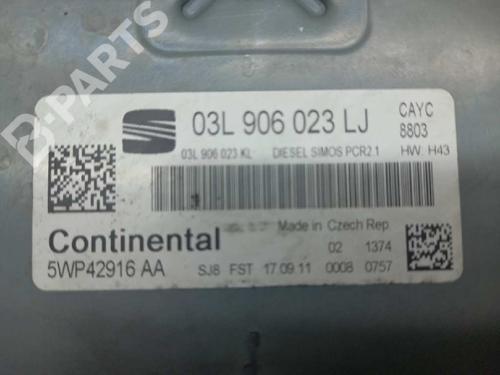 03L 906 023 LJ
CAYC
8803
03L 906 023 KL DIESEL SIMOS PCR2.1 HW: H43
Continental
Made in Czech Rep
02 1374
5WP42916 AA SJ8 FST 17.09.11 0008 0757